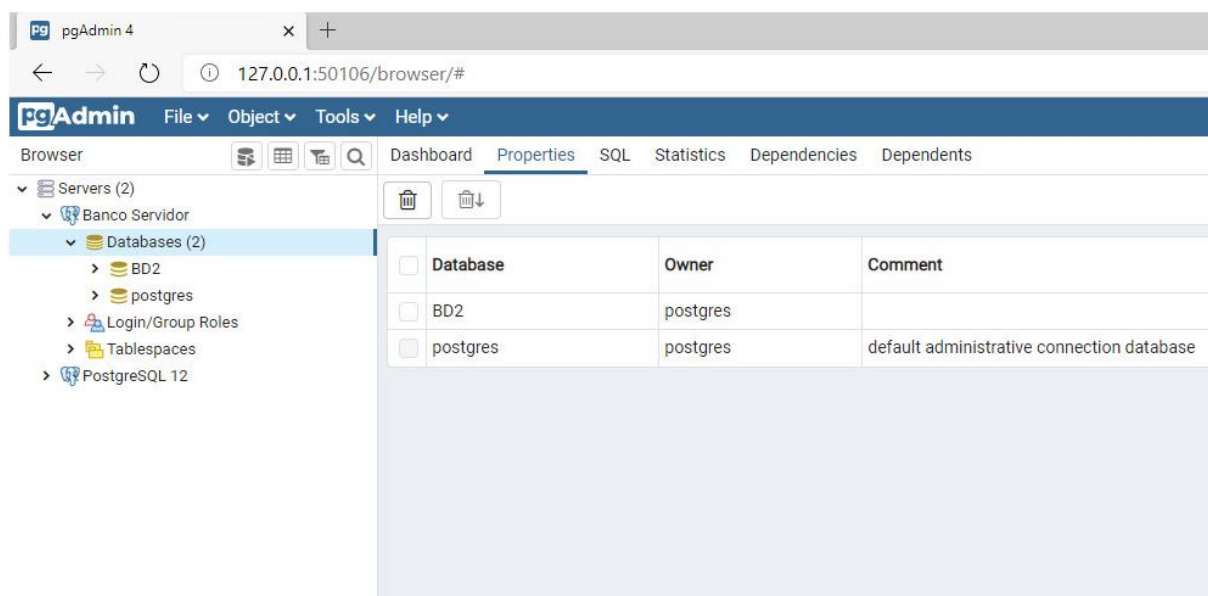 pgAdmin 4
127.0.0.1:50106/browser/#
pgAdmin File Object Tools Help
Browser
Dashboard Properties SQL Statistics Dependencies Dependents
Servers (2)
Banco Servidor
Databases (2)
BD2
postgres
Login/Group Roles
Tablespaces
PostgreSQL 12
Database Owner Comment
BD2 postgres
postgres postgres default administrative connection database